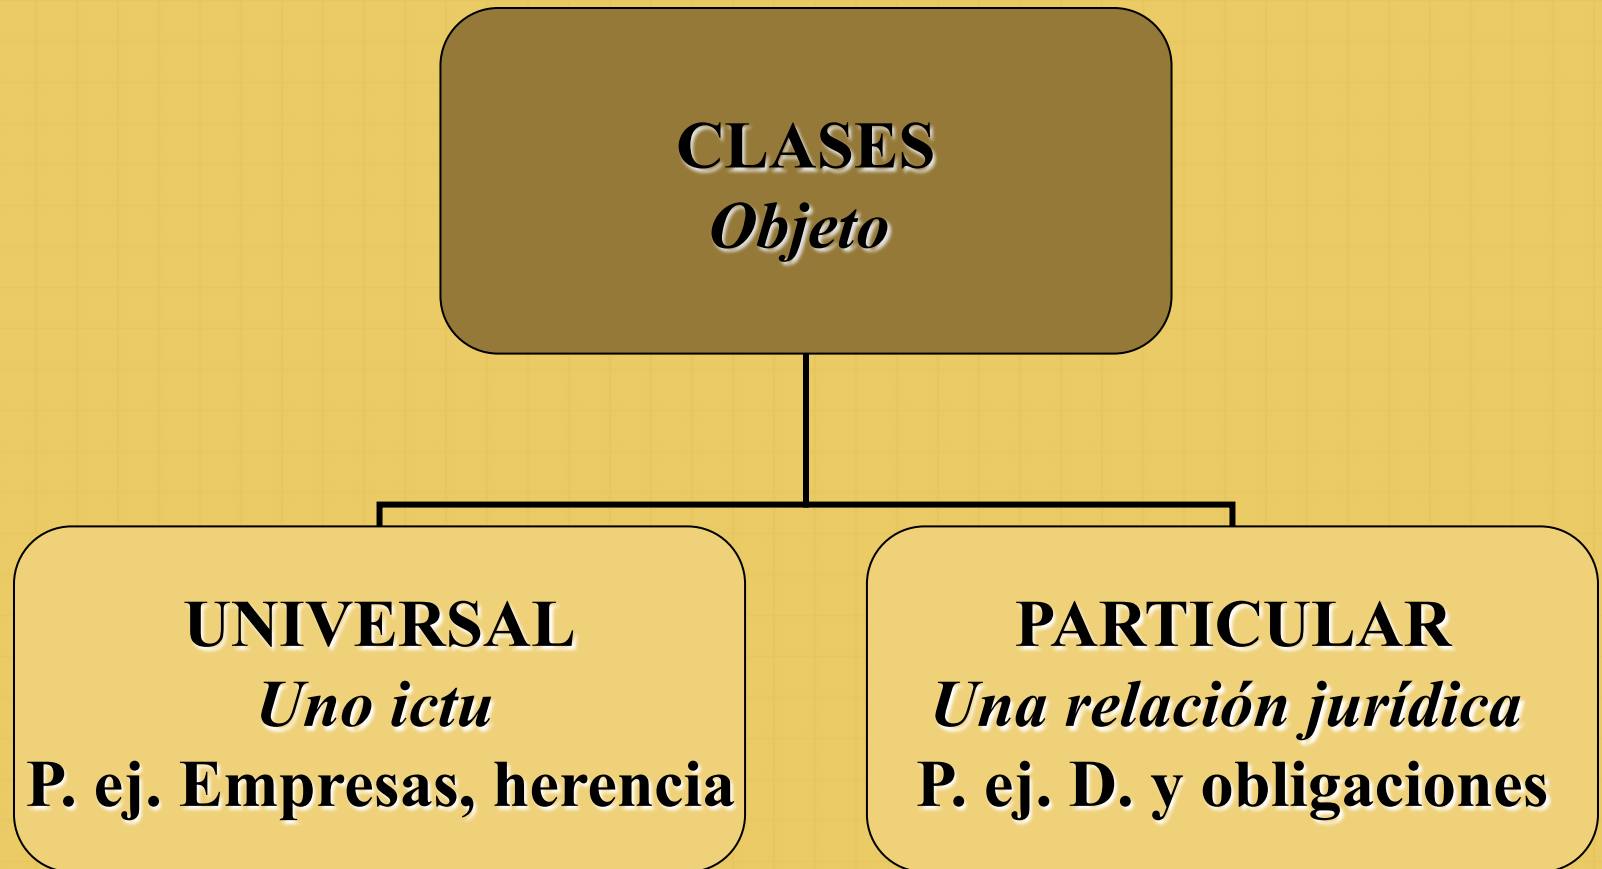 CLASES
Objeto
UNIVERSAL
Uno ictu
P. ej. Empresas, herencia
PARTICULAR
Una relación jurídica
P. ej. D. y obligaciones